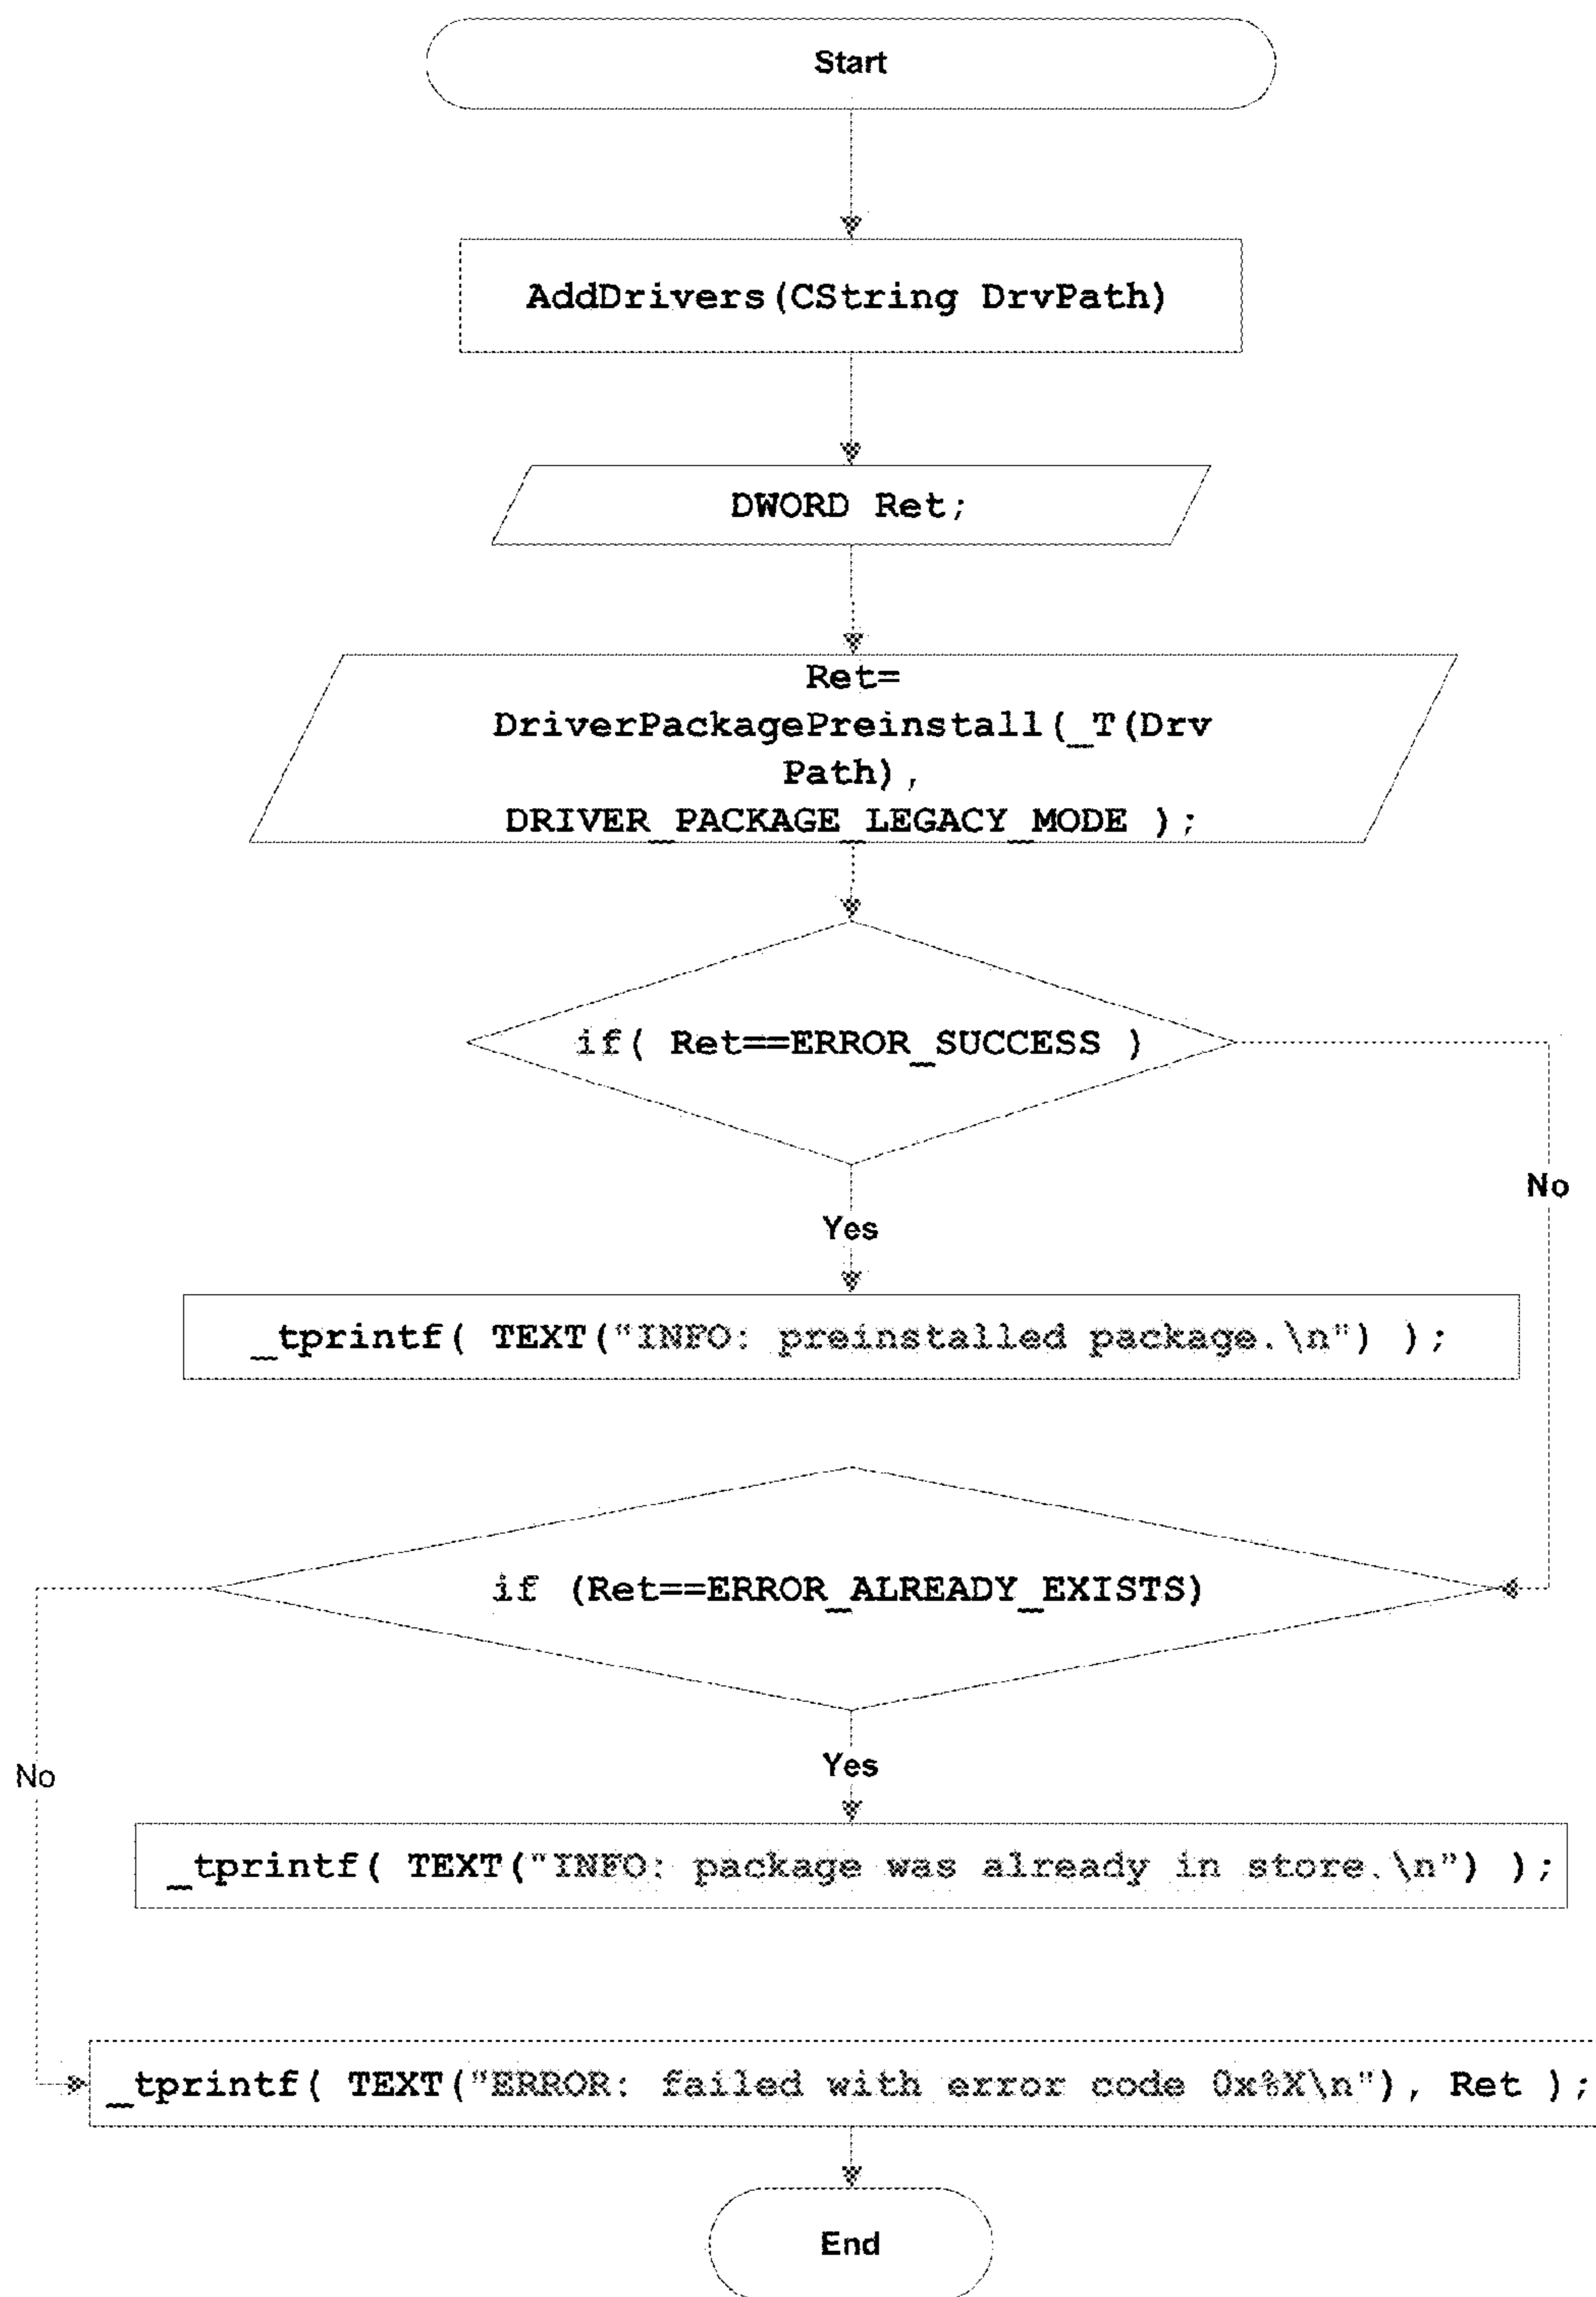 Start
AddDrivers(CString DrvPath)
DWORD Ret;
Ret=
DriverPackagePreinstall(_T(Drv
Path),
DRIVER_PACKAGE_LEGACY_MODE );
if( Ret==ERROR_SUCCESS )
No
Yes
_tprintf( TEXT("INFO: preinstalled package.\n") );
if (Ret==ERROR_ALREADY_EXISTS)
No
Yes
_tprintf( TEXT("INFO: package was already in store.\n") );
_tprintf( TEXT("ERROR: failed with error code 0x%X\n"), Ret );
End